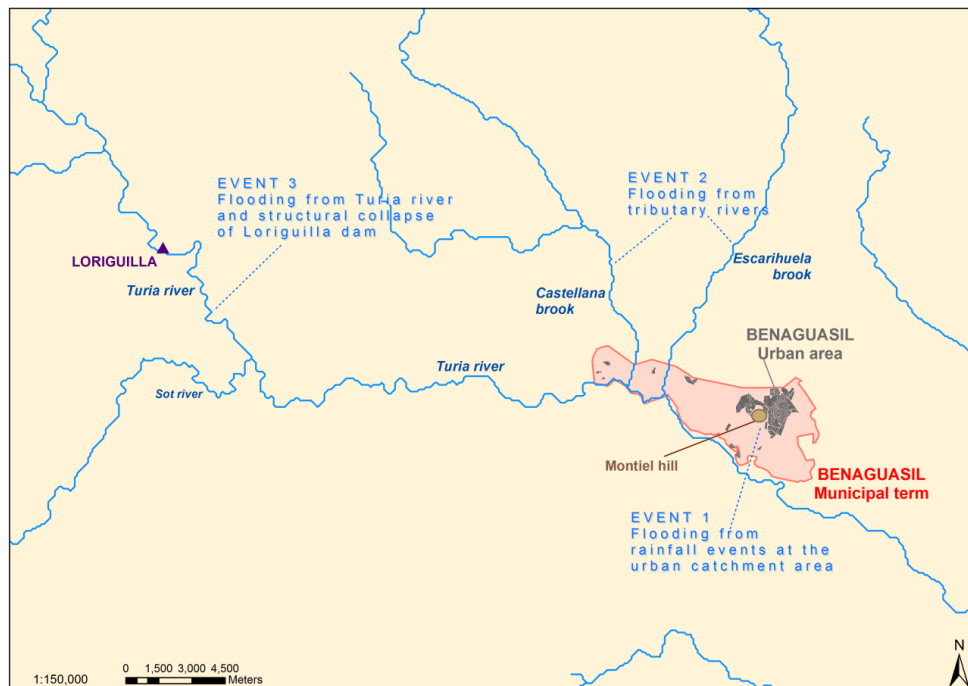 EVENT 3
Flooding from Turia river
and structural collapse
of Loriguilla dam
EVENT 2
Flooding from
tributary rivers
LORIGUILLA
Turia river
Castellana
brook
Escarihuela
brook
BENAGUASIL
Urban area
Turia river
Sot river
Montiel hill
BENAGUASIL
Municipal term
EVENT 1
Flooding from
rainfall events at the
urban catchment area
N
1:150,000
0 1,500 3,000 4,500
Meters